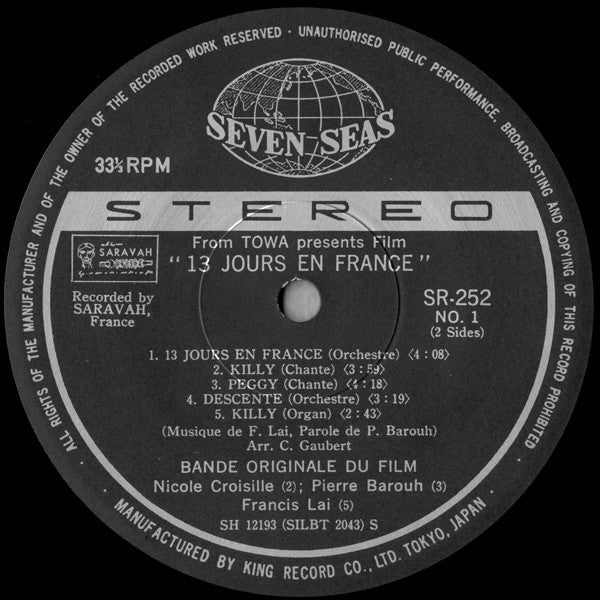 ALL RIGHTS OF THE MANUFACTURER AND OF THE OWNER OF THE RECORDED WORK RESERVED · UNAUTHORISED PUBLIC PERFORMANCE, BROADCASTING AND COPYING OF THIS RECORD PROHIBITED
SEVEN SEAS
33⅓ RPM
STEREO
From TOWA presents Film
"13 JOURS EN FRANCE"
SARAVAH
Recorded by
SARAVAH,
France
SR-252
NO. 1
(2 Sides)
1. 13 JOURS EN FRANCE (Orchestre) 〈4:08〉
2. KILLY (Chante) 〈3:59〉
3. PEGGY (Chante) 〈4:18〉
4. DESCENTE (Orchestre) 〈3:19〉
5. KILLY (Organ) 〈2:43〉
(Musique de F. Lai, Parole de P. Barouh)
Arr. C. Gaubert
BANDE ORIGINALE DU FILM
Nicole Croisille (2); Pierre Barouh (3)
Francis Lai (5)
SH 12193 (SILBT 2043) S
· MANUFACTURED BY KING RECORD CO., LTD. TOKYO, JAPAN ·